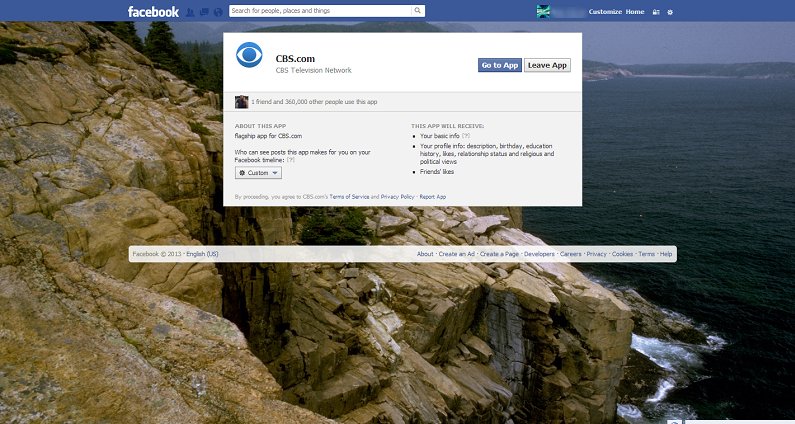 facebook
Search for people, places and things
Customize Home
CBS.com
CBS Television Network
Go to App Leave App
1 friend and 360,000 other people use this app
ABOUT THIS APP
flagship app for CBS.com
Who can see posts this app makes for you on your
Facebook timeline: [?]
Custom
THIS APP WILL RECEIVE:
Your basic info [?]
Your profile info: description, birthday, education
history, likes, relationship status and religious and
political views
Friends' likes
By proceeding, you agree to CBS.com's Terms of Service and Privacy Policy · Report App
Facebook © 2013 · English (US)
About · Create an Ad · Create a Page · Developers · Careers · Privacy · Cookies · Terms · Help